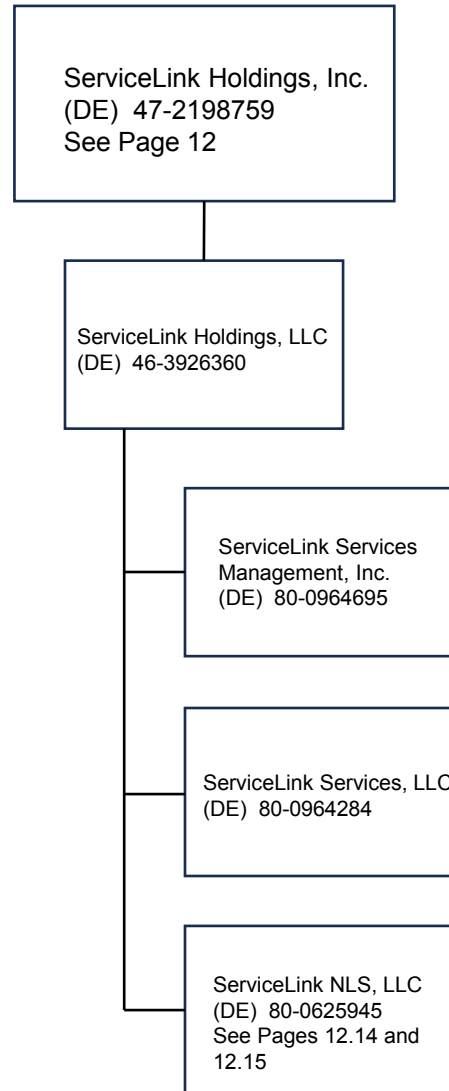 ServiceLink Holdings, Inc.
(DE) 47-2198759
See Page 12
ServiceLink Holdings, LLC
(DE) 46-3926360
ServiceLink Services
Management, Inc.
(DE) 80-0964695
ServiceLink Services, LLC
(DE) 80-0964284
ServiceLink NLS, LLC
(DE) 80-0625945
See Pages 12.14 and
12.15